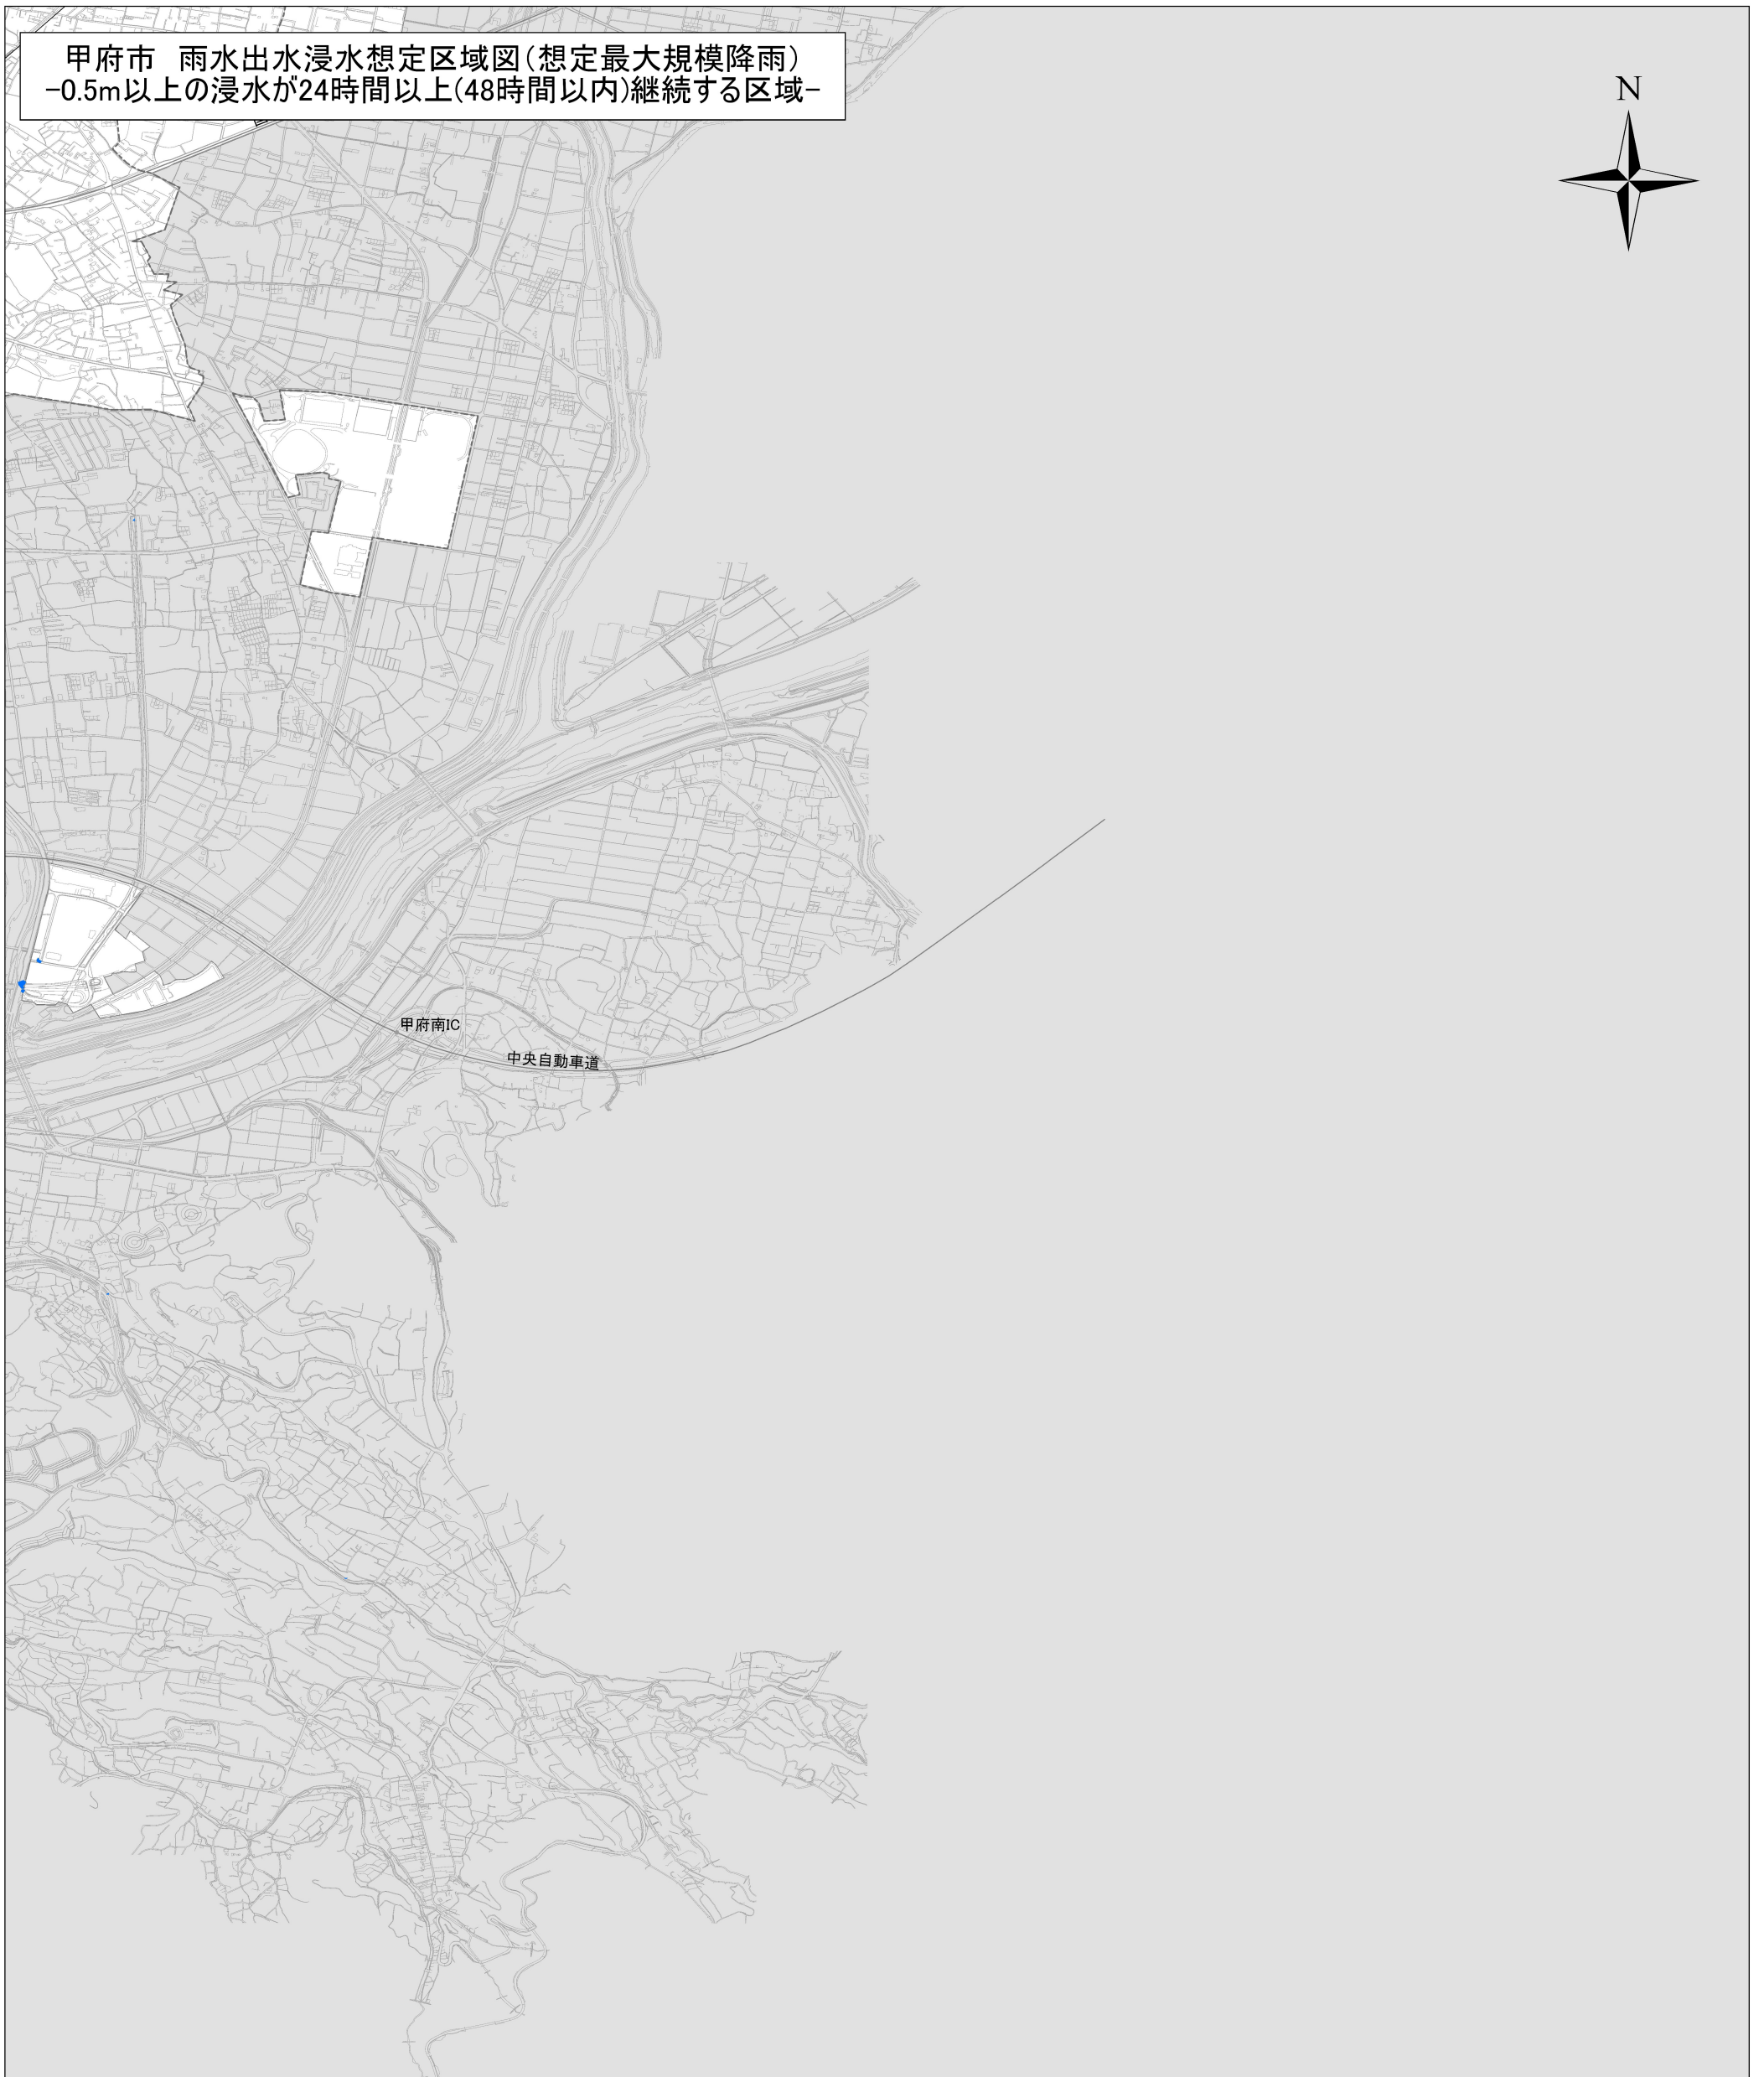 甲府市　雨水出水浸水想定区域図(想定最大規模降雨)
-0.5m以上の浸水が24時間以上(48時間以内)継続する区域-
N
甲府南IC
中央自動車道